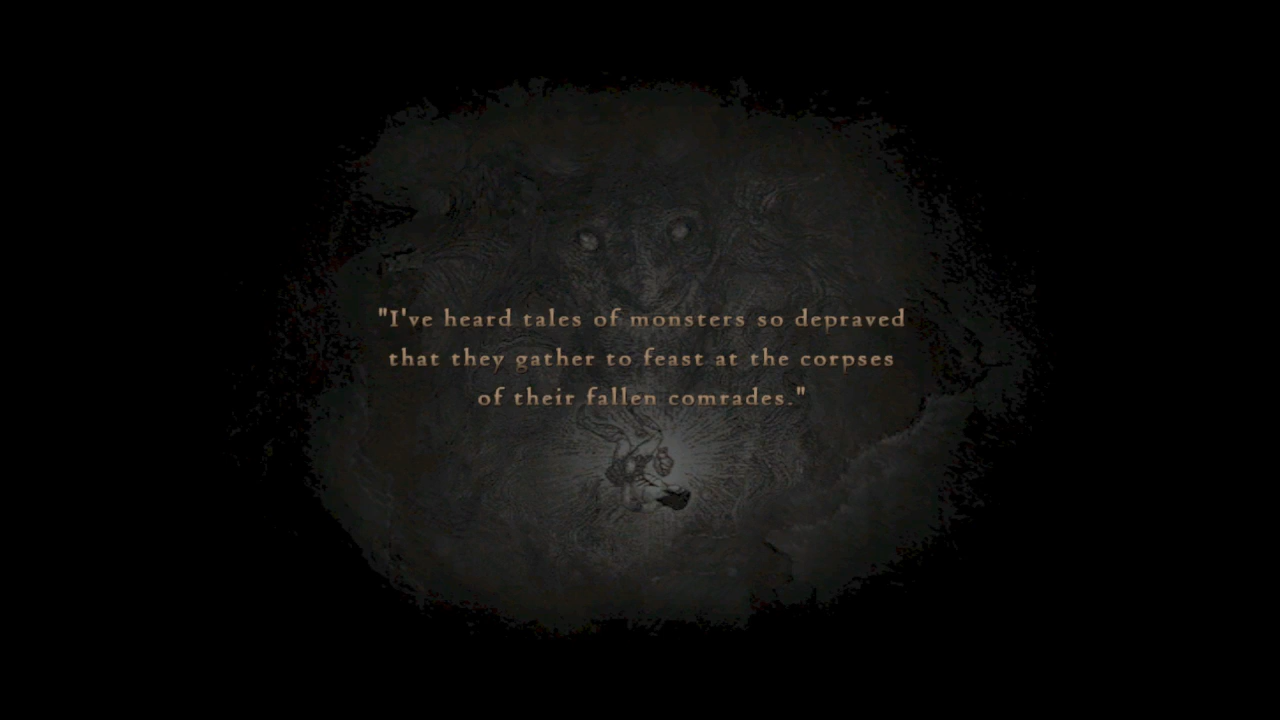 "I've heard tales of monsters so depraved
that they gather to feast at the corpses
of their fallen comrades."